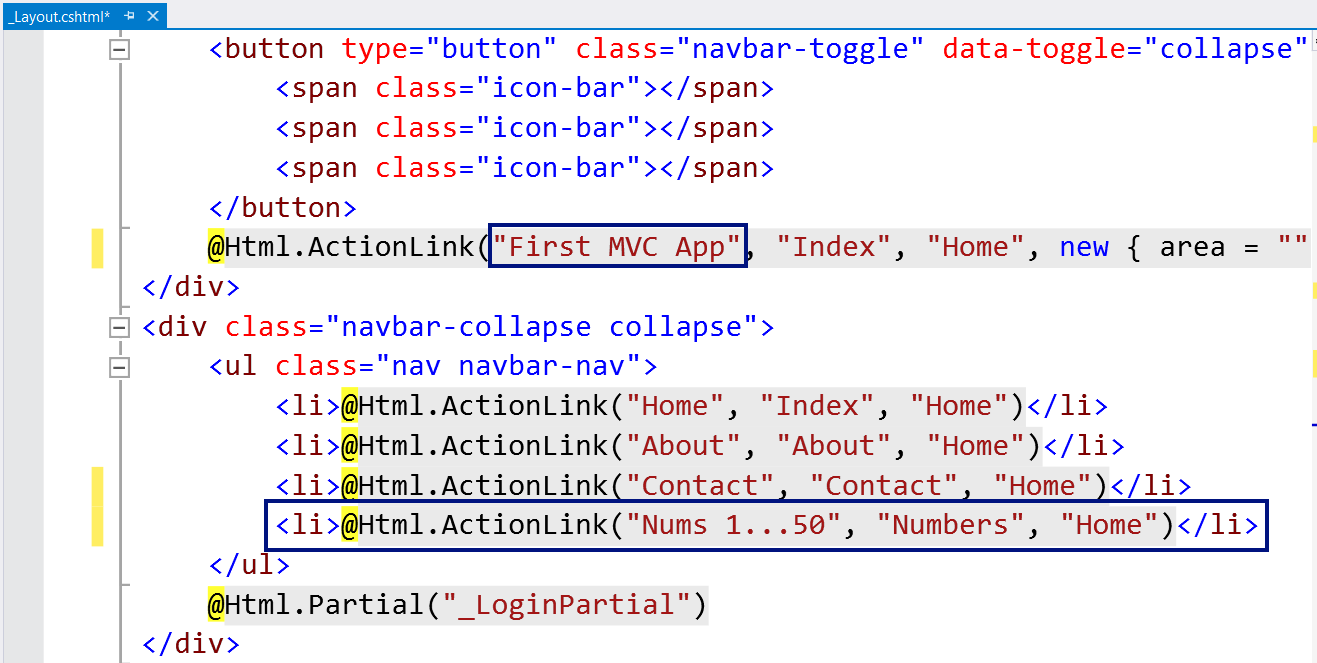 _Layout.cshtml*
<button type="button" class="navbar-toggle" data-toggle="collapse"
<span class="icon-bar"></span>
<span class="icon-bar"></span>
<span class="icon-bar"></span>
</button>
@Html.ActionLink("First MVC App", "Index", "Home", new { area = ""
</div>
<div class="navbar-collapse collapse">
<ul class="nav navbar-nav">
<li>@Html.ActionLink("Home", "Index", "Home")</li>
<li>@Html.ActionLink("About", "About", "Home")</li>
<li>@Html.ActionLink("Contact", "Contact", "Home")</li>
<li>@Html.ActionLink("Nums 1...50", "Numbers", "Home")</li>
</ul>
@Html.Partial("_LoginPartial")
</div>